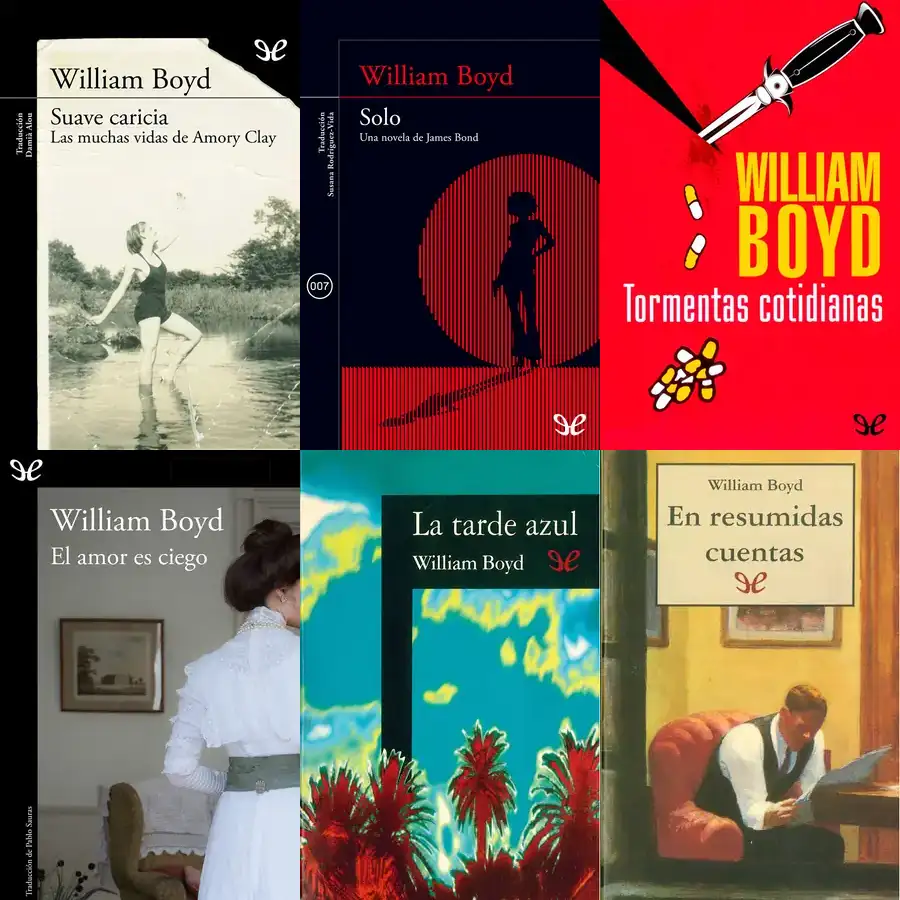 William Boyd
Suave caricia
Las muchas vidas de Amory Clay
Traducción
Damià Alou
William Boyd
Solo
Una novela de James Bond
Traducción
Susana Rodríguez-Vida
007
WILLIAM
BOYD
Tormentas cotidianas
William Boyd
El amor es ciego
Traducción de Pablo Sauras
La tarde azul
William Boyd
William Boyd
En resumidas
cuentas